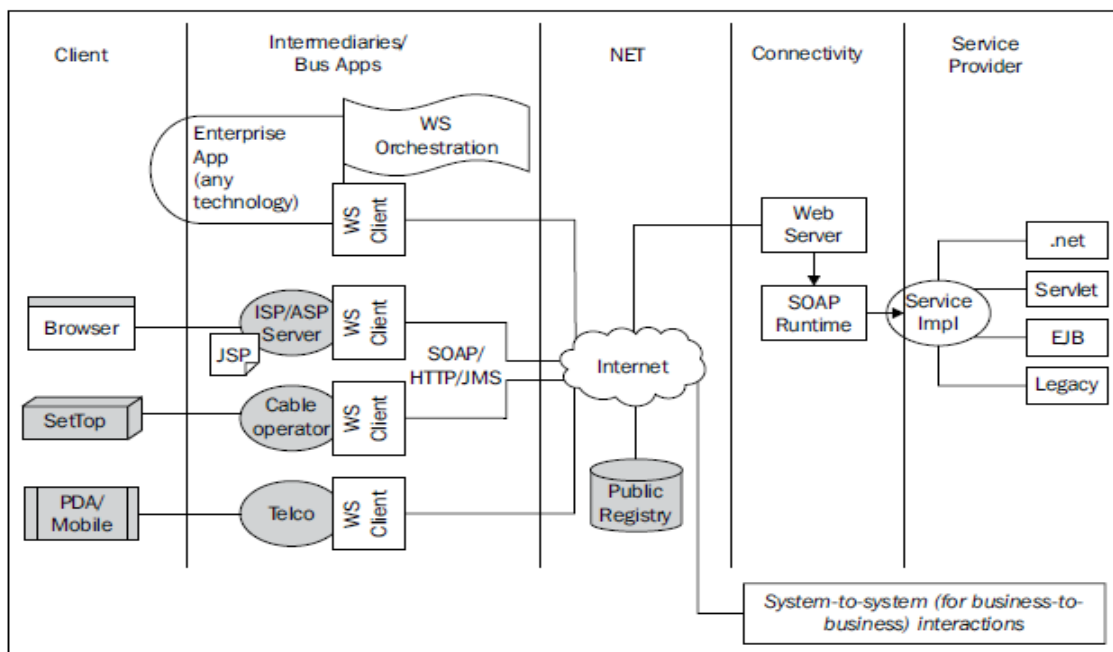 Client
Intermediaries/
Bus Apps
NET
Connectivity
Service
Provider
Enterprise
App
(any
technology)
WS
Orchestration
WS
Client
Web
Server
.net
Browser
ISP/ASP
Server
JSP
WS
Client
SOAP/
HTTP/JMS
Internet
SOAP
Runtime
Service
Impl
Servlet
EJB
Legacy
SetTop
Cable
operator
WS
Client
PDA/
Mobile
Telco
WS
Client
Public
Registry
System-to-system (for business-to-
business) interactions